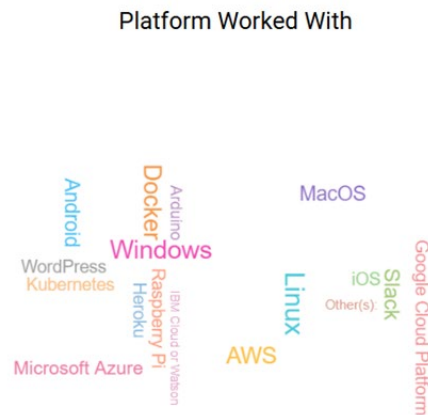 Platform Worked With
Android
Docker
Arduino
MacOS
Windows
WordPress
Kubernetes
Raspberry Pi
Heroku
IBM Cloud or Watson
Linux
iOS
Slack
Other(s):
Google Cloud Platform
AWS
Microsoft Azure